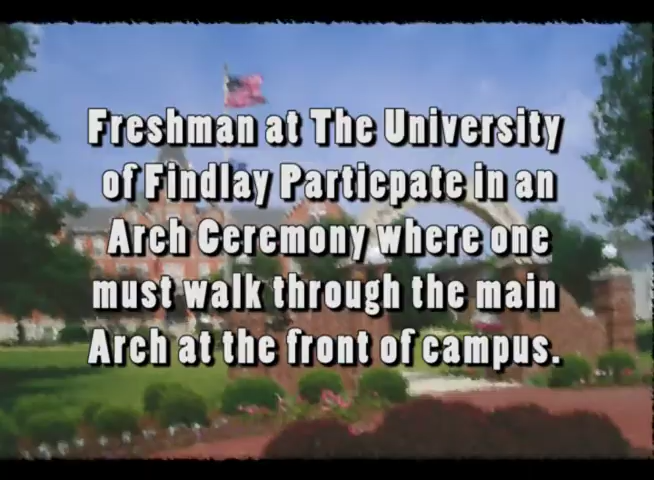 Freshman at The University
of Findlay Particpate in an
Arch Ceremony where one
must walk through the main
Arch at the front of campus.